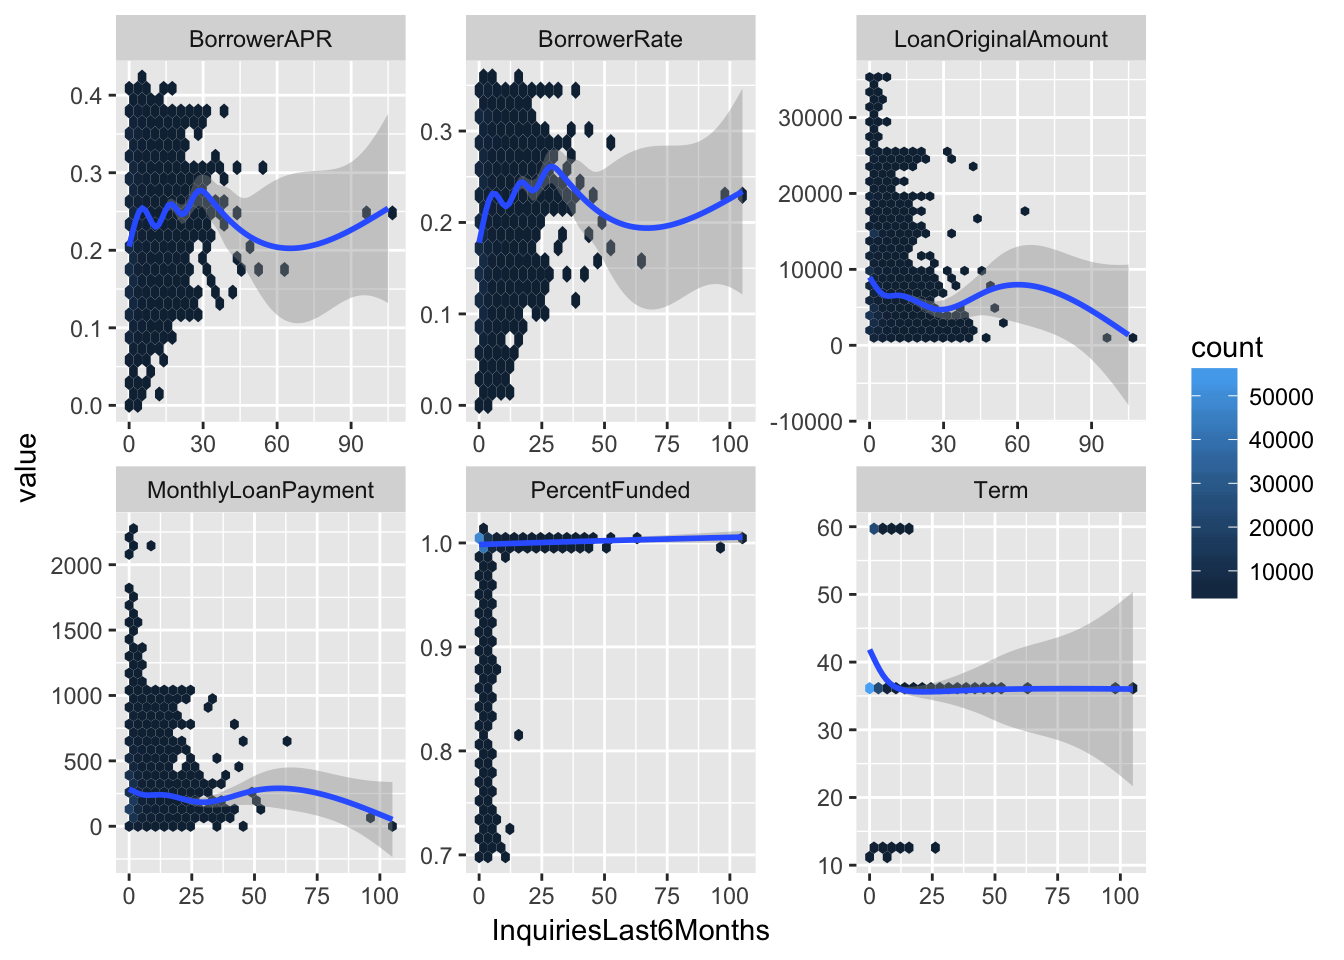 BorrowerAPR
BorrowerRate
LoanOriginalAmount
0.4
0.3
0.2
0.1
0.0
0.3
0.2
0.1
0.0
30000
20000
10000
0
-10000
0 30 60 90
0 25 50 75 100
0 30 60 90
MonthlyLoanPayment
PercentFunded
Term
2000
1500
1000
500
0
1.0
0.9
0.8
0.7
60
50
40
30
20
10
0 25 50 75 100
0 25 50 75 100
0 25 50 75 100
InquiriesLast6Months
value
count
50000
40000
30000
20000
10000